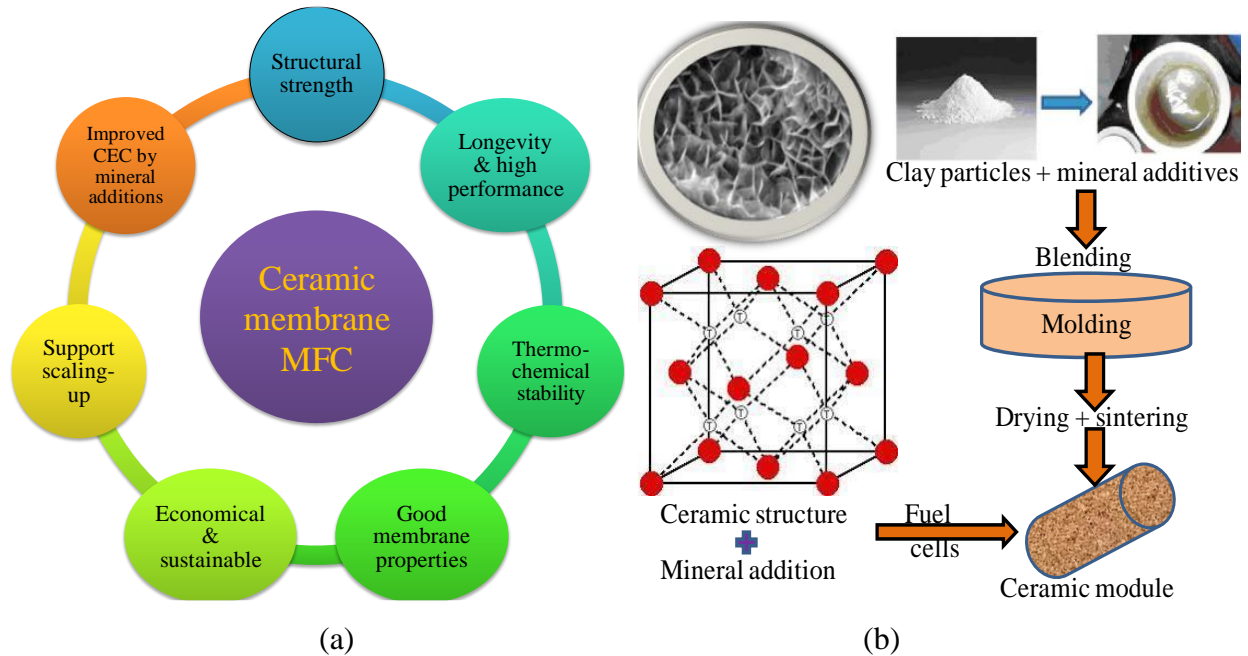 Structural
strength
Longevity
& high
performance
Thermo-
chemical
stability
Good
membrane
properties
Economical
&
sustainable
Support
scaling-
up
Improved
CEC by
mineral
additions
Ceramic
membrane
MFC
(a)
Clay particles + mineral additives
Blending
Molding
Drying + sintering
T
T
T
T
T
T
T
T
Ceramic structure
Mineral addition
Fuel
cells
Ceramic module
(b)